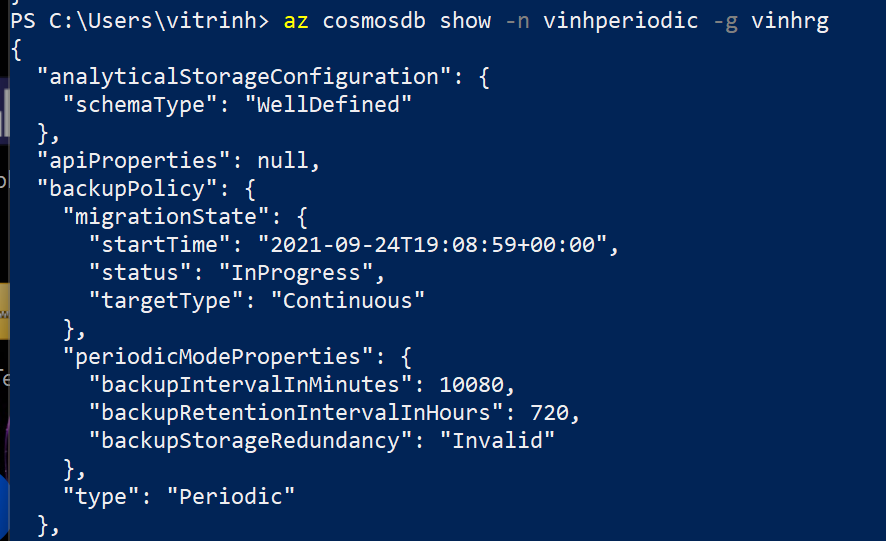 PS C:\Users\vitrinh> az cosmosdb show -n vinhperiodic -g vinhrg
{
  "analyticalStorageConfiguration": {
    "schemaType": "WellDefined"
  },
  "apiProperties": null,
  "backupPolicy": {
    "migrationState": {
      "startTime": "2021-09-24T19:08:59+00:00",
      "status": "InProgress",
      "targetType": "Continuous"
    },
    "periodicModeProperties": {
      "backupIntervalInMinutes": 10080,
      "backupRetentionIntervalInHours": 720,
      "backupStorageRedundancy": "Invalid"
    },
    "type": "Periodic"
  },